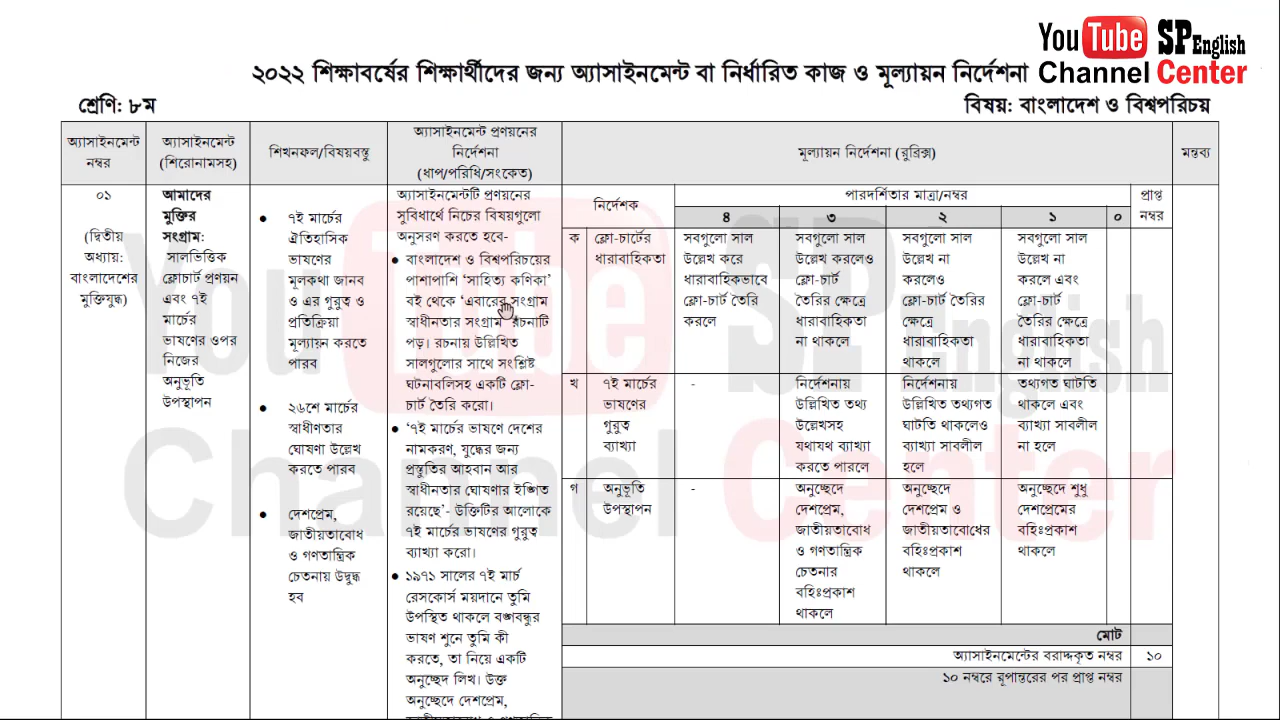 You Tube SP English
Channel Center
২০২২ শিক্ষাবর্ষের শিক্ষার্থীদের জন্য অ্যাসাইনমেন্ট বা নির্ধারিত কাজ ও মূল্যায়ন নির্দেশনা
শ্রেণি: ৮ম
বিষয়: বাংলাদেশ ও বিশ্বপরিচয়
অ্যাসাইনমেন্ট
নম্বর
অ্যাসাইনমেন্ট
(শিরোনামসহ)
শিখনফল/বিষয়বস্তু
অ্যাসাইনমেন্ট প্রণয়নের
নির্দেশনা
(ধাপ/পরিধি/সংকেত)
মূল্যায়ন নির্দেশনা (রুব্রিক্স)
মন্তব্য
০১
(দ্বিতীয়
অধ্যায়:
বাংলাদেশের
মুক্তিযুদ্ধ)
আমাদের
মুক্তির
সংগ্রাম:
সালভিত্তিক
ফ্লোচার্ট প্রণয়ন
এবং ৭ই
মার্চের
ভাষণের ওপর
নিজের
অনুভূতি
উপস্থাপন
৭ই মার্চের
ঐতিহাসিক
ভাষণের
মূলকথা জানব
ও এর গুরুত্ব ও
প্রতিক্রিয়া
মূল্যায়ন করতে
পারব
২৬শে মার্চের
স্বাধীণতার
ঘোষণা উল্লেখ
করতে পারব
দেশপ্রেম,
জাতীয়তাবোধ
ও গণতান্ত্রিক
চেতনায় উদ্বুদ্ধ
হব
অ্যাসাইনমেন্টটি প্রণয়নের
সুবিধার্থে নিচের বিষয়গুলো
অনুসরণ করতে হবে-
বাংলাদেশ ও বিশ্বপরিচয়ের
পাশাপাশি ‘সাহিত্য কণিকা’
বই থেকে ‘এবারের সংগ্রাম
স্বাধীনতার সংগ্রাম’ রচনাটি
পড়। রচনায় উল্লিখিত
সালগুলোর সাথে সংশ্লিষ্ট
ঘটনাবলিসহ একটি ফ্লো-
চার্ট তৈরি করো।
‘৭ই মার্চের ভাষণে দেশের
নামকরণ, যুদ্ধের জন্য
প্রস্তুতির আহবান আর
স্বাধীনতার ঘোষণার ইঙ্গিত
রয়েছে’- উক্তিটির আলোকে
৭ই মার্চের ভাষণের গুরুত্ব
ব্যাখ্যা করো।
১৯৭১ সালের ৭ই মার্চ
রেসকোর্স ময়দানে তুমি
উপস্থিত থাকলে বঙ্গবন্ধুর
ভাষণ শুনে তুমি কী
করতে, তা নিয়ে একটি
অনুচ্ছেদ লিখ। উক্ত
অনুচ্ছেদে দেশপ্রেম,
নির্দেশক
পারদর্শিতার মাত্রা/নম্বর
প্রাপ্ত
নম্বর
৪ ৩ ২ ১ ০
ক
ফ্লো-চার্টের
ধারাবাহিকতা
সবগুলো সাল
উল্লেখ করে
ধারাবাহিকভাবে
ফ্লো-চার্ট তৈরি
করলে
সবগুলো সাল
উল্লেখ করলেও
ফ্লো-চার্ট
তৈরির ক্ষেত্রে
ধারাবাহিকতা
না থাকলে
সবগুলো সাল
উল্লেখ না
করলেও
ফ্লো-চার্ট তৈরির
ক্ষেত্রে
ধারাবাহিকতা
থাকলে
সবগুলো সাল
উল্লেখ না
করলে এবং
ফ্লো-চার্ট
তৈরির ক্ষেত্রে
ধারাবাহিকতা
না থাকলে
খ
৭ই মার্চের
ভাষণের
গুরুত্ব
ব্যাখ্যা
-
নির্দেশনায়
উল্লিখিত তথ্য
উল্লেখসহ
যথাযথ ব্যাখ্যা
করতে পারলে
নির্দেশনায়
উল্লিখিত তথ্যগত
ঘাটতি থাকলেও
ব্যাখ্যা সাবলীল
হলে
তথ্যগত ঘাটতি
থাকলে এবং
ব্যাখ্যা সাবলীল
না হলে
গ
অনুভূতি
উপস্থাপন
-
অনুচ্ছেদে
দেশপ্রেম,
জাতীয়তাবোধ
ও গণতান্ত্রিক
চেতনার
বহিঃপ্রকাশ
থাকলে
অনুচ্ছেদে
দেশপ্রেম ও
জাতীয়তাবোধের
বহিঃপ্রকাশ
থাকলে
অনুচ্ছেদে শুধু
দেশপ্রেমের
বহিঃপ্রকাশ
থাকলে
মোট
অ্যাসাইনমেন্টের বরাদ্দকৃত নম্বর ১০
১০ নম্বরে রূপান্তরের পর প্রাপ্ত নম্বর
You Tube SP English
Channel Center